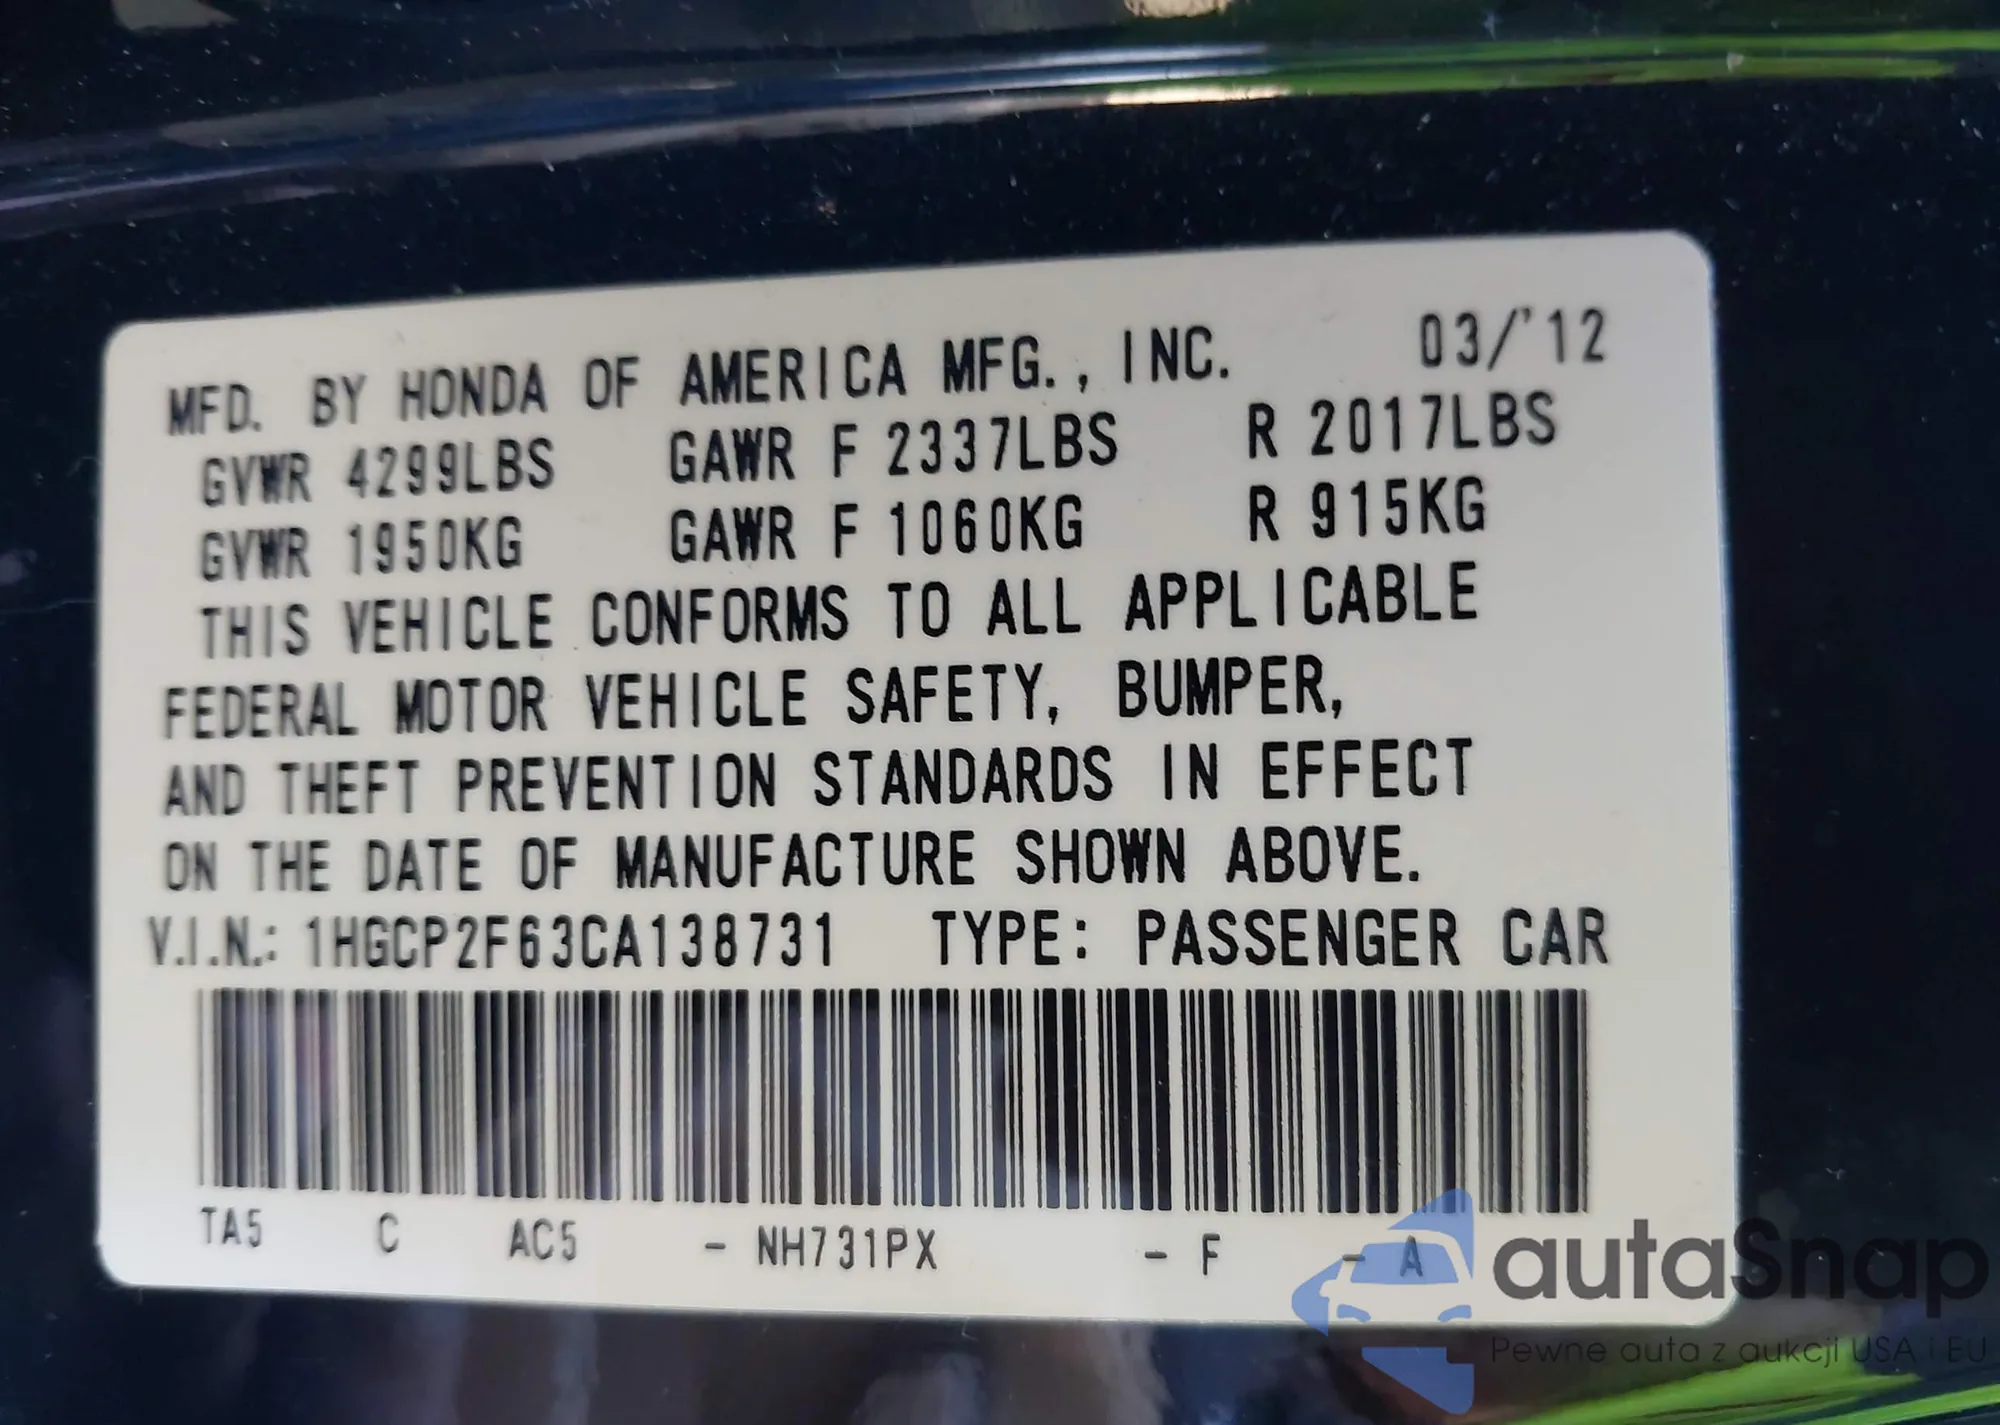 MFD. BY HONDA OF AMERICA MFG., INC. 03/'12
GVWR 4299LBS GAWR F 2337LBS R 2017LBS
GVWR 1950KG GAWR F 1060KG R 915KG
THIS VEHICLE CONFORMS TO ALL APPLICABLE
FEDERAL MOTOR VEHICLE SAFETY, BUMPER,
AND THEFT PREVENTION STANDARDS IN EFFECT
ON THE DATE OF MANUFACTURE SHOWN ABOVE.
V.I.N.: 1HGCP2F63CA138731 TYPE: PASSENGER CAR
TA5 C AC5 - NH731PX - F - A
autaSnap
Pewne auta z aukcji USA i EU